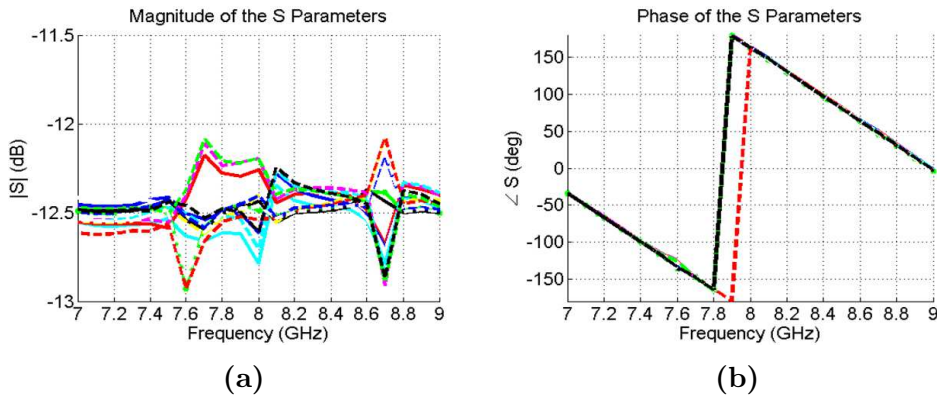 Magnitude of the S Parameters
-11.5
-12
-12.5
-13
|S| (dB)
7 7.2 7.4 7.6 7.8 8 8.2 8.4 8.6 8.8 9
Frequency (GHz)
(a)
Phase of the S Parameters
150
100
50
0
-50
-100
-150
∠ S (deg)
7 7.2 7.4 7.6 7.8 8 8.2 8.4 8.6 8.8 9
Frequency (GHz)
(b)